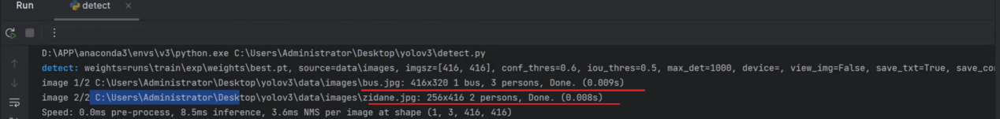 Run
detect
D:\APP\anaconda3\envs\v3\python.exe C:\Users\Administrator\Desktop\yolov3\detect.py
detect: weights=runs\train\exp\weights\best.pt, source=data\images, imgsz=[416, 416], conf_thres=0.6, iou_thres=0.5, max_det=1000, device=, view_img=False, save_txt=True, save_con
image 1/2 C:\Users\Administrator\Desktop\yolov3\data\images\bus.jpg: 416x320 1 bus, 3 persons, Done. (0.009s)
image 2/2 C:\Users\Administrator\Desktop\yolov3\data\images\zidane.jpg: 256x416 2 persons, Done. (0.008s)
Speed: 0.0ms pre-process, 8.5ms inference, 3.6ms NMS per image at shape (1, 3, 416, 416)